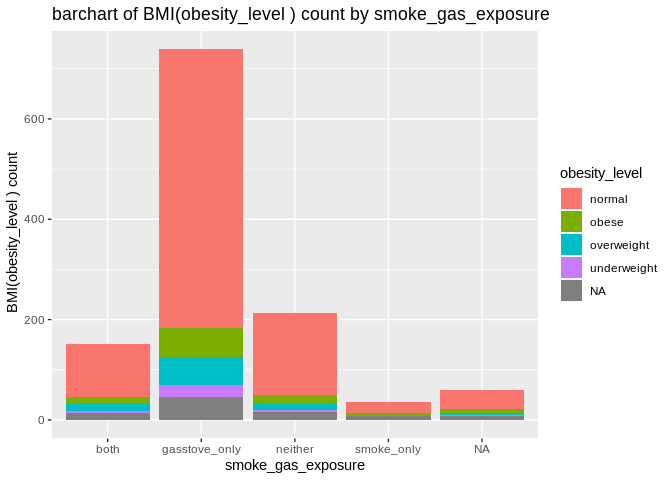 barchart of BMI(obesity_level ) count by smoke_gas_exposure
BMI(obesity_level ) count
600
400
200
0
both gasstove_only neither smoke_only NA
smoke_gas_exposure
obesity_level
normal
obese
overweight
underweight
NA